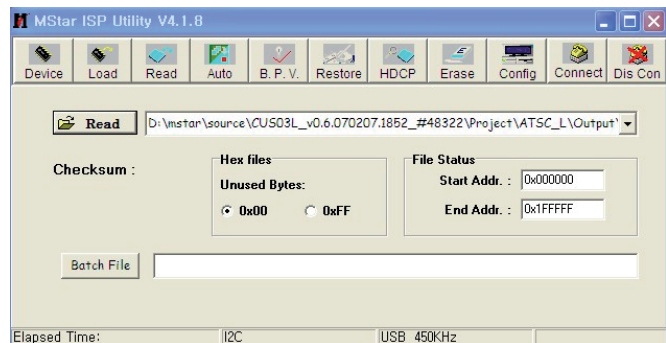 MStar ISP Utility V4.1.8
Device Load Read Auto B. P. V. Restore HDCP Erase Config Connect Dis Con
Read D:\mstar\source\CUS03L_v0.6.070207.1852_#48322\Project\ATSC_L\Output\
Checksum :
Hex files
Unused Bytes:
0x00 0xFF
File Status
Start Addr. : 0x000000
End Addr. : 0x1FFFFF
Batch File
Elapsed Time: I2C USB 450KHz